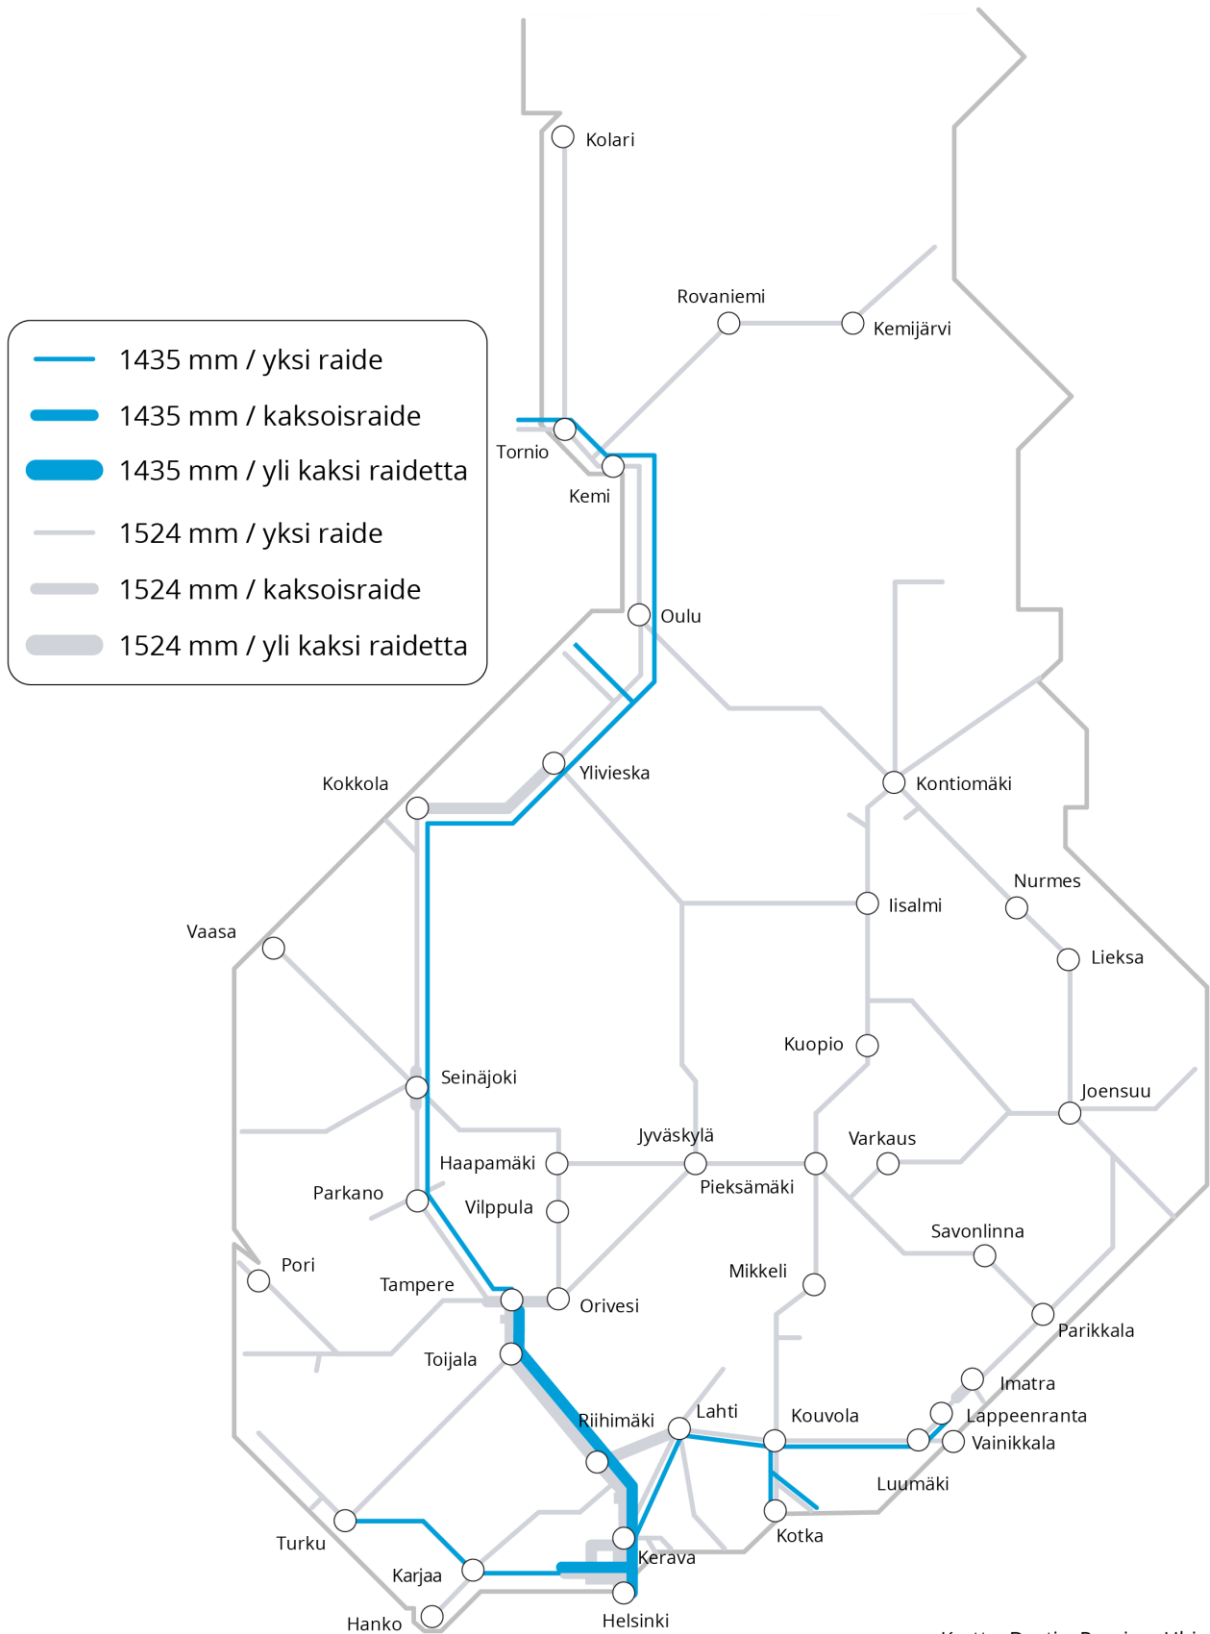 Kolari
Rovaniemi
Kemijärvi
1435 mm / yksi raide
1435 mm / kaksoisraide
1435 mm / yli kaksi raidetta
1524 mm / yksi raide
1524 mm / kaksoisraide
1524 mm / yli kaksi raidetta
Tornio
Kemi
Oulu
Ylivieska
Kokkola
Kontiomäki
Nurmes
Iisalmi
Vaasa
Lieksa
Kuopio
Seinäjoki
Joensuu
Jyväskylä
Varkaus
Haapamäki
Pieksämäki
Parkano
Vilppula
Savonlinna
Pori
Mikkeli
Tampere
Orivesi
Parikkala
Toijala
Imatra
Riihimäki
Lahti
Kouvola
Lappeenranta
Vainikkala
Luumäki
Turku
Kotka
Kerava
Karjaa
Hanko
Helsinki